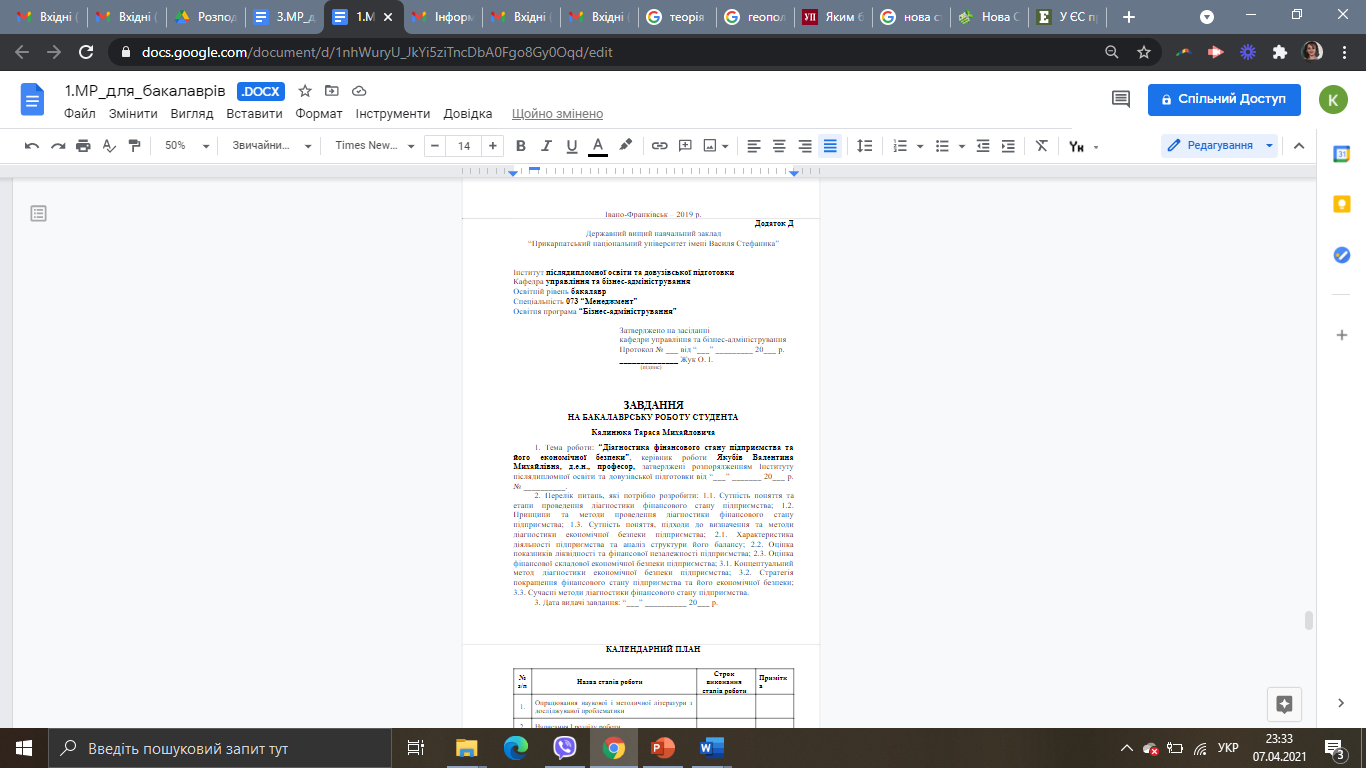 Вхідні (
Вхідні (
Розпод
3.МР_д
1.М
Інформ
Вхідні (
Вхідні (
теорія
геопол
УП
Яким б
нова с
Нова С
E
У ЄС п
docs.google.com/document/d/1nhWuryU_JkYi5ziTncDbA0Fgo8Gy0Oqd/edit
1.МР_для_бакалаврів .DOCX
Спільний Доступ
К
Файл Змінити Вигляд Вставити Формат Інструменти Довідка Щойно змінено
50% Звичайни... Times New... 14 B I U A Редагування
31
Івано-Франківськ 2019 р.
Додаток Д
Державний вищий навчальний заклад
“Прикарпатський національний університет імені Василя Стефаника”
Інститут післядипломної освіти та довузівської підготовки
Кафедра управління та бізнес-адміністрування
Освітній рівень бакалавр
Спеціальність 073 “Менеджмент”
Освітня програма “Бізнес-адміністрування”
Затверджено на засіданні
кафедри управління та бізнес-адміністрування
Протокол № ___ від “___” _________ 20___ р.
______________ Жук О. І.
(підпис)
ЗАВДАННЯ
НА БАКАЛАВРСЬКУ РОБОТУ СТУДЕНТА
Калинюка Тараса Михайловича
1. Тема роботи: “Діагностика фінансового стану підприємства та
його економічної безпеки”, керівник роботи Якубів Валентина
Михайлівна, д.е.н., професор, затверджені розпорядженням Інституту
післядипломної освіти та довузівської підготовки від “___” _______ 20___ р.
№ __________.
2. Перелік питань, які потрібно розробити: 1.1. Сутність поняття та
етапи проведення діагностики фінансового стану підприємства; 1.2.
Принципи та методи проведення діагностики фінансового стану
підприємства; 1.3. Сутність поняття, підходи до визначення та методи
діагностики економічної безпеки підприємства; 2.1. Характеристика
діяльності підприємства та аналіз структури його балансу; 2.2. Оцінка
показників ліквідності та фінансової незалежності підприємства; 2.3. Оцінка
фінансової складової економічної безпеки підприємства; 3.1. Концептуальний
метод діагностики економічної безпеки підприємства; 3.2. Стратегія
покращення фінансового стану підприємства та його економічної безпеки;
3.3. Сучасні методи діагностики фінансового стану підприємства.
3. Дата видачі завдання: “___” __________ 20___ р.
КАЛЕНДАРНИЙ ПЛАН
№ з/п Назва етапів роботи Строк виконання етапів роботи Примітка
1. Опрацювання наукової і методичної літератури з
досліджуваної проблематики
2. Написання І розділу роботи
Введіть пошуковий запит тут
УКР
23:33
07.04.2021
3